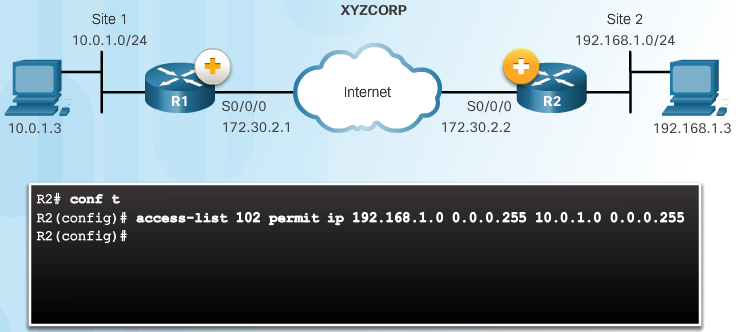 XYZCORP
Site 1
10.0.1.0/24
Site 2
192.168.1.0/24
R1
Internet
R2
S0/0/0
172.30.2.1
S0/0/0
172.30.2.2
10.0.1.3
192.168.1.3
R2# conf t
R2(config)# access-list 102 permit ip 192.168.1.0 0.0.0.255 10.0.1.0 0.0.0.255
R2(config)#